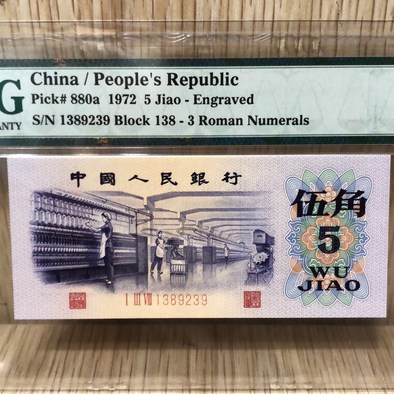 G
ANTY
China / People's Republic
Pick# 880a 1972 5 Jiao - Engraved
S/N 1389239 Block 138 - 3 Roman Numerals
中國人民銀行
伍角
5
WU
JIAO
I III VIII 1389239